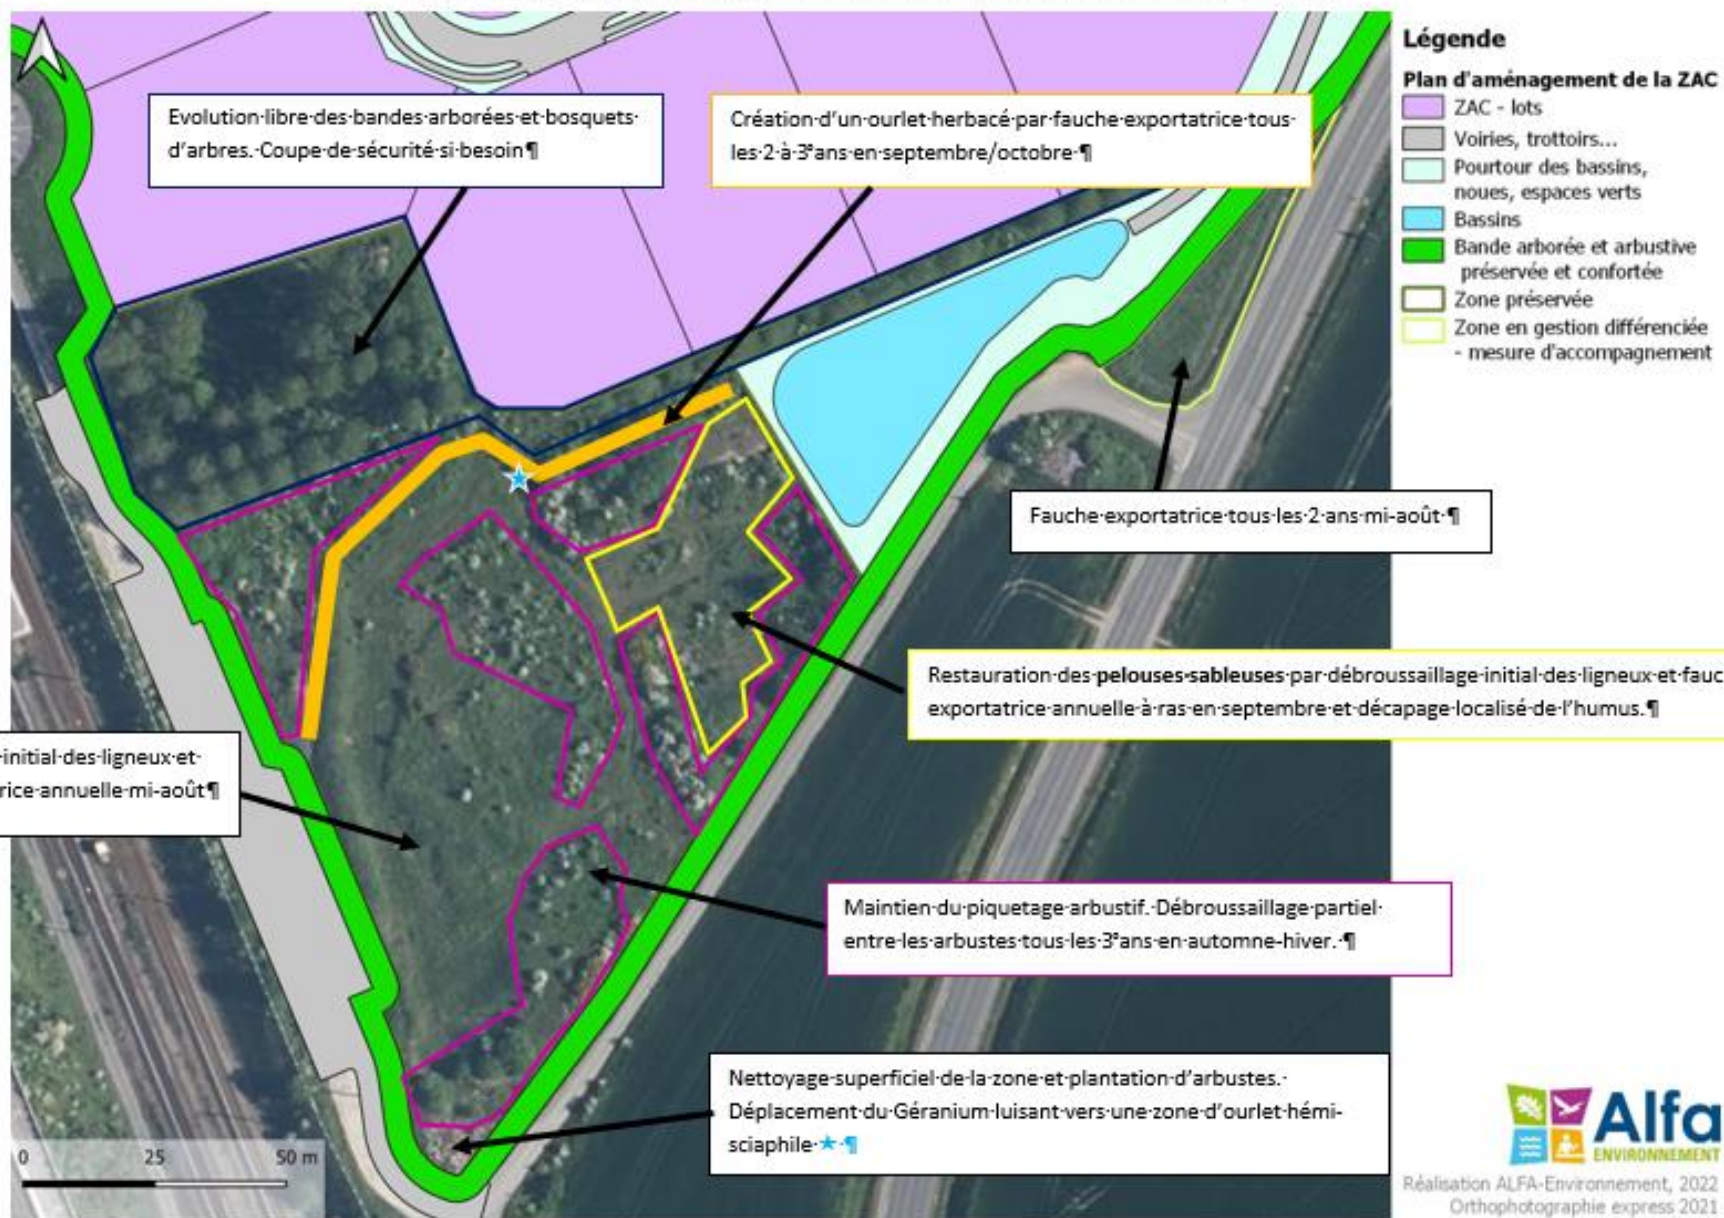 Evolution·libre·des·bandes·arborées·et·bosquets·
d'arbres.·Coupe·de·sécurité·si·besoin¶
Création·d'un·ourlet·herbacé·par·fauche·exportatrice·tous·
les·2·à·3°ans·en·septembre/octobre·¶
Légende
Plan d'aménagement de la ZAC
ZAC - lots
Voiries, trottoirs...
Pourtour des bassins,
noues, espaces verts
Bassins
Bande arborée et arbustive
préservée et confortée
Zone préservée
Zone en gestion différenciée
- mesure d'accompagnement
Fauche·exportatrice·tous·les·2·ans·mi-août·¶
Restauration·des·pelouses·sableuses·par·débroussaillage·initial·des·ligneux·et·fauc
exportatrice·annuelle·à·ras·en·septembre·et·décapage·localisé·de·l'humus.¶
·initial·des·ligneux·et·
rice·annuelle·mi-août¶
Maintien·du·piquetage·arbustif.·Débroussaillage·partiel·
entre·les·arbustes·tous·les·3°ans·en·automne-hiver.·¶
Nettoyage·superficiel·de·la·zone·et·plantation·d'arbustes.·
Déplacement·du·Géranium·luisant·vers·une·zone·d'ourlet·hémi-
sciaphile·★·¶
0 25 50 m
Alfa
ENVIRONNEMENT
Réalisation ALFA-Environnement, 2022
Orthophotographie express 2021